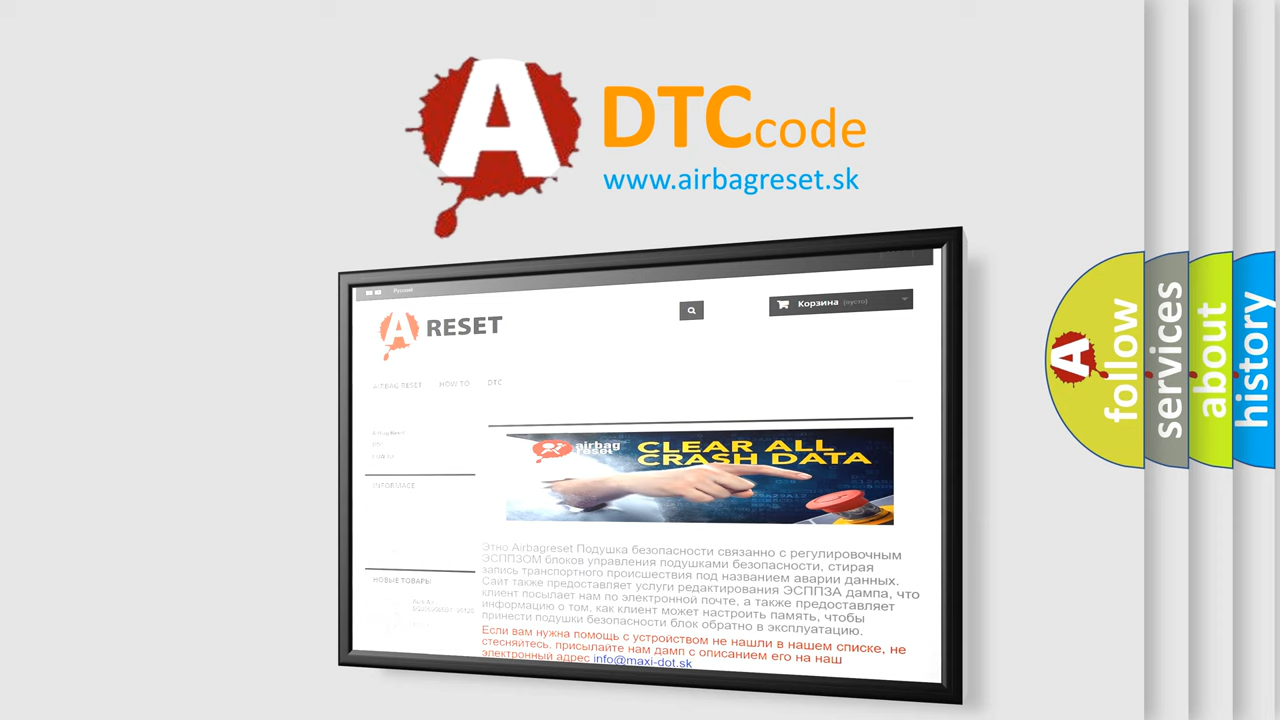 A
DTCcode
www.airbagreset.sk
Русский
A RESET
Корзина (пусто)
AIRBAG RESET HOW TO DTC
INFORMACE
airbag
reset
CLEAR ALL
CRASH DATA
Этно Airbagreset Подушка безопасности связанно с регулировочным
ЭСППЗОМ блоков управления подушками безопасности, стирая
запись транспортного происшествия под названием аварии данных.
Сайт также предоставляет услуги редактирования ЭСППЗА дампа, что
клиент посылает нам по электронной почте, а также предоставляет
информацию о том, как клиент может настроить память, чтобы
принести подушки безопасности блок обратно в эксплуатацию.
Если вам нужна помощь с устройством не нашли в нашем списке, не
стесняйтесь, присылайте нам дамп с описанием его на наш
электронный адрес info@maxi-dot.sk
НОВЫЕ ТОВАРЫ
A
follow
services
about
history